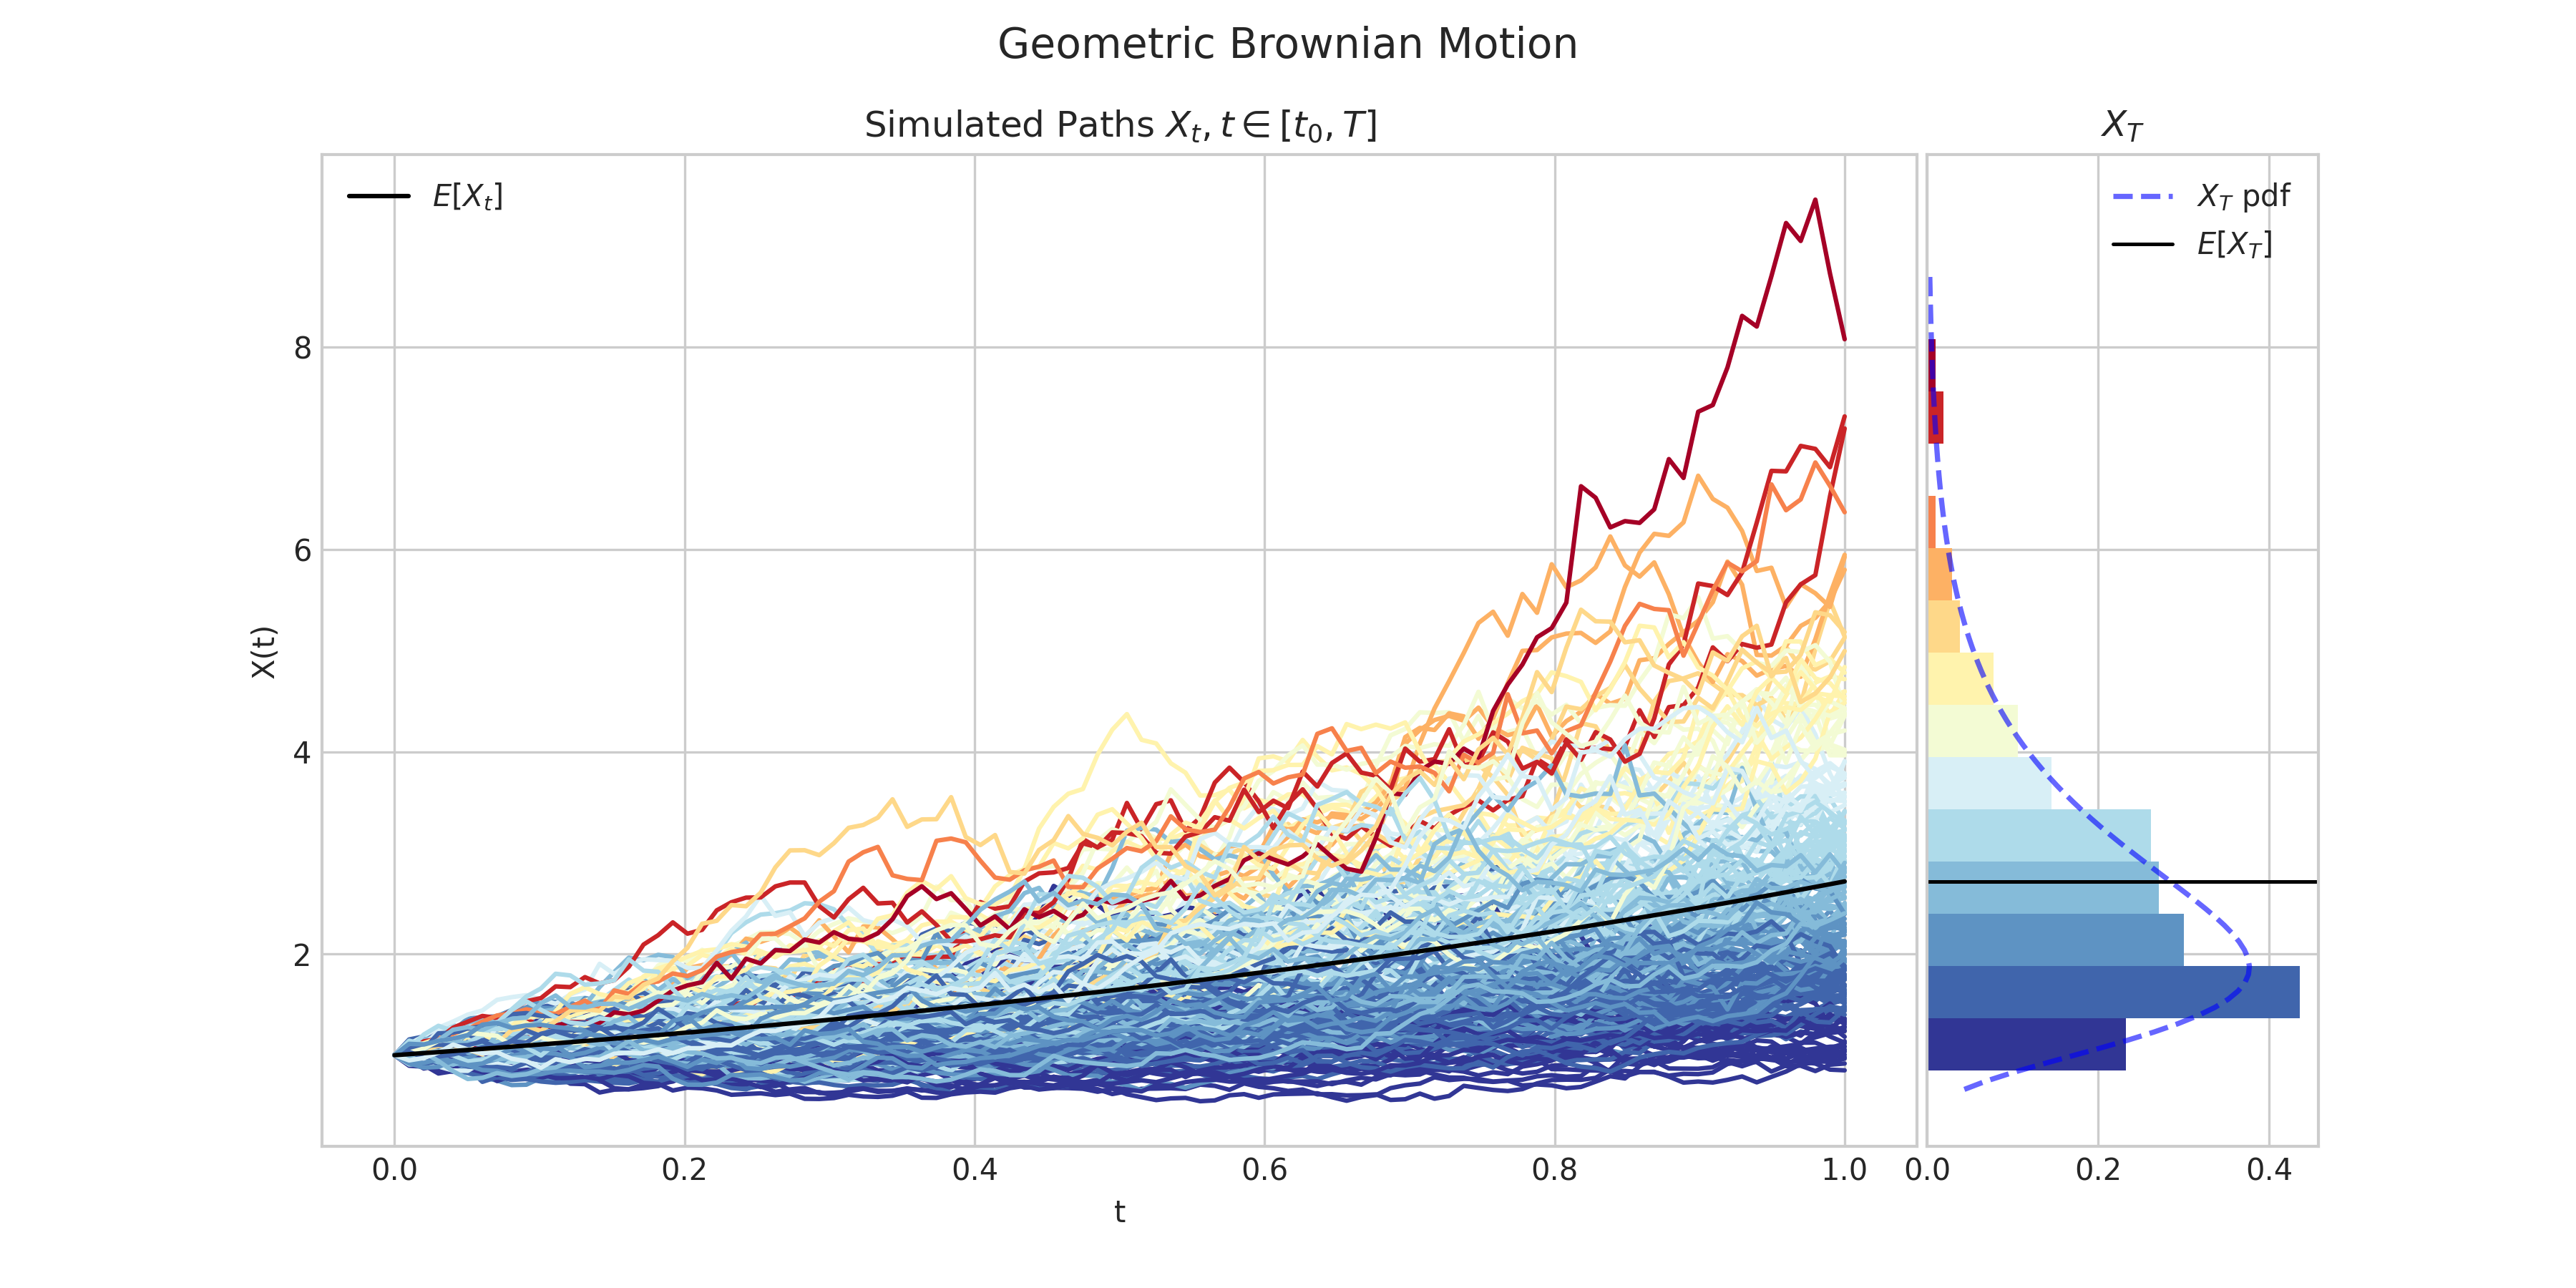 Geometric Brownian Motion
Simulated Paths X_t, t ∈ [t_0, T]
X_T
E[X_t]
X_T pdf
E[X_T]
8
6
4
2
X(t)
0.0 0.2 0.4 0.6 0.8 1.0
0.0 0.2 0.4
t